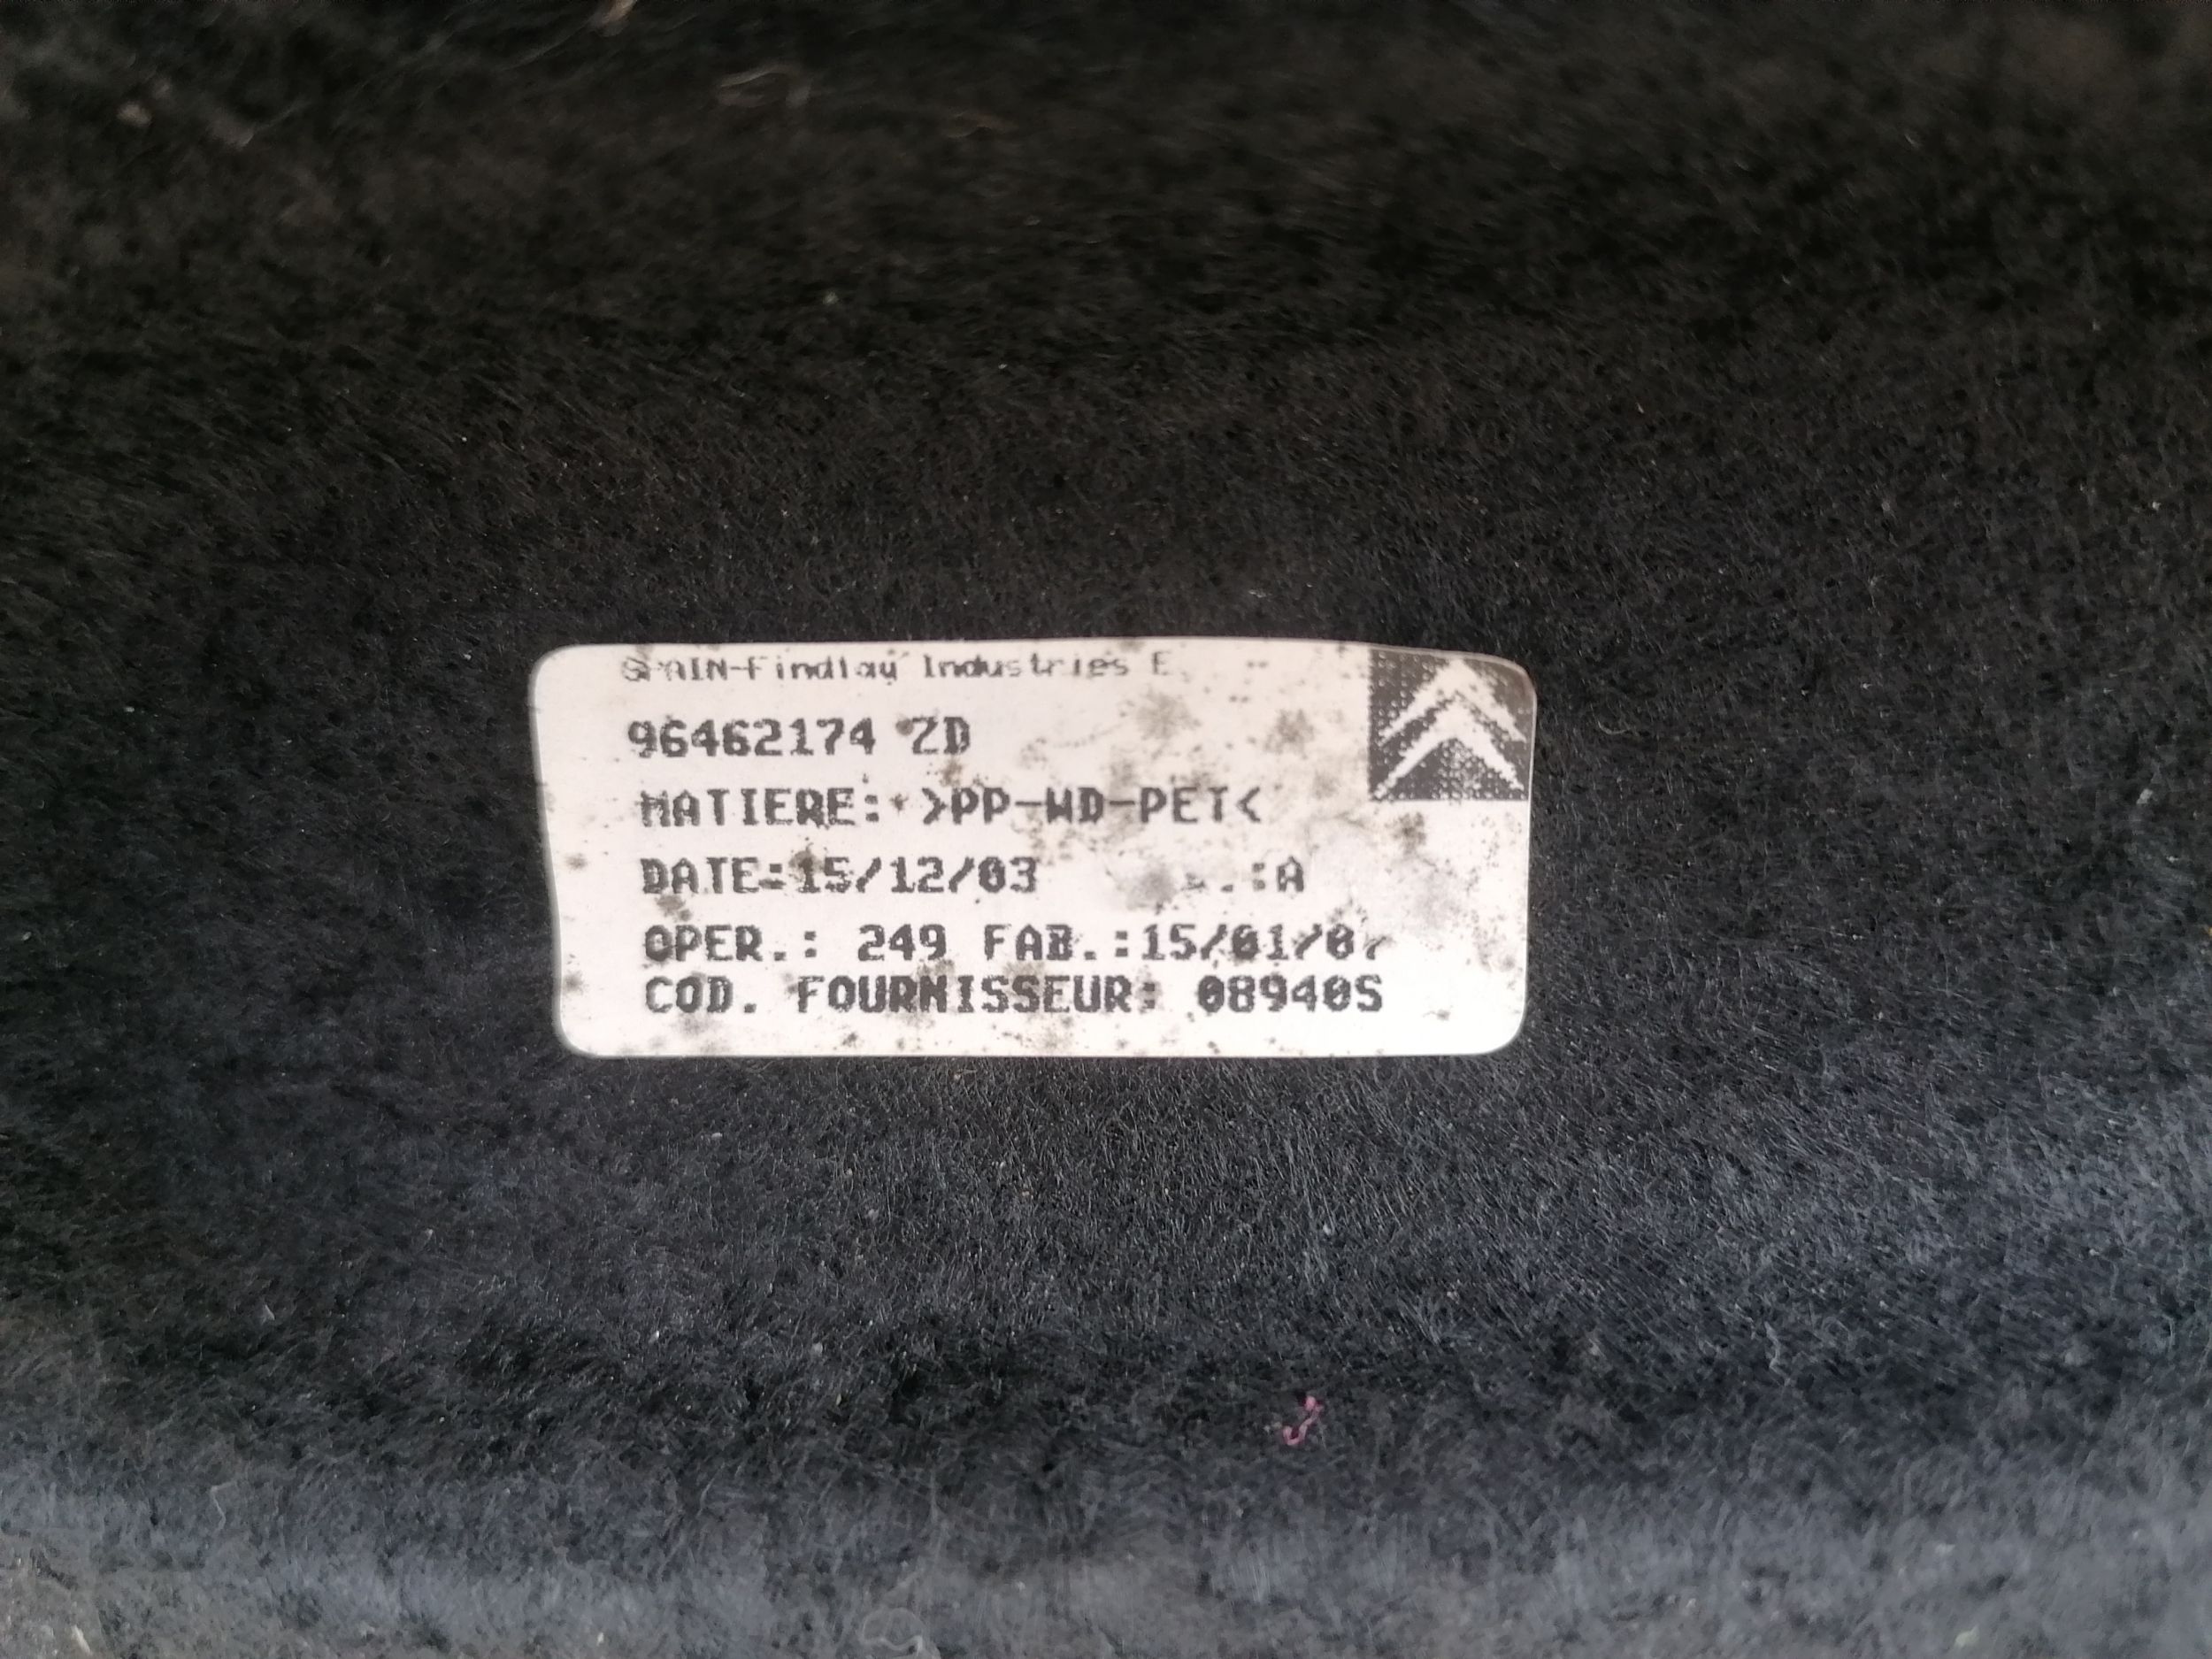 SPAIN-Findlay Industries E
96462174 ZD
MATIERE: >PP-WD-PET<
DATE:15/12/03 :A
OPER.: 249 FAB.:15/01/07
COD. FOURNISSEUR: 08940S